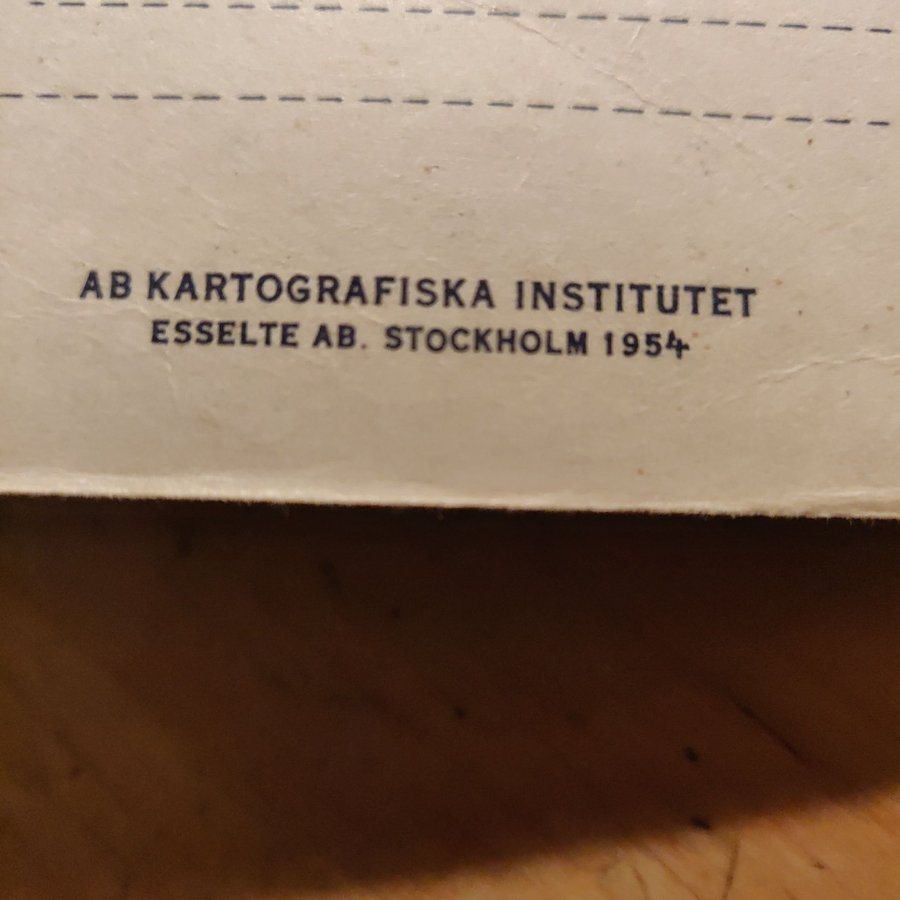 AB KARTOGRAFISKA INSTITUTET
ESSELTE AB. STOCKHOLM 1954